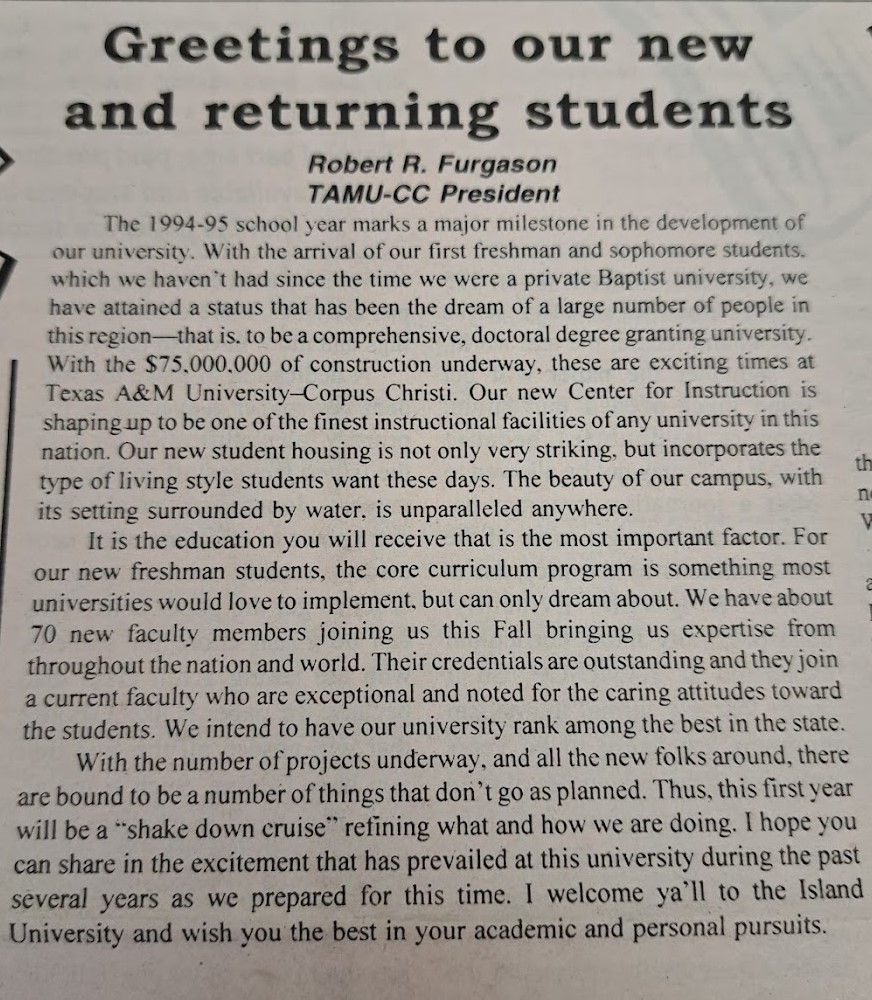 Greetings to our new
and returning students
Robert R. Furgason
TAMU-CC President
The 1994-95 school year marks a major milestone in the development of
our university. With the arrival of our first freshman and sophomore students,
which we haven't had since the time we were a private Baptist university, we
have attained a status that has been the dream of a large number of people in
this region—that is, to be a comprehensive, doctoral degree granting university.
With the $75,000,000 of construction underway, these are exciting times at
Texas A&M University–Corpus Christi. Our new Center for Instruction is
shaping up to be one of the finest instructional facilities of any university in this
nation. Our new student housing is not only very striking, but incorporates the
type of living style students want these days. The beauty of our campus, with
its setting surrounded by water, is unparalleled anywhere.
It is the education you will receive that is the most important factor. For
our new freshman students, the core curriculum program is something most
universities would love to implement, but can only dream about. We have about
70 new faculty members joining us this Fall bringing us expertise from
throughout the nation and world. Their credentials are outstanding and they join
a current faculty who are exceptional and noted for the caring attitudes toward
the students. We intend to have our university rank among the best in the state.
With the number of projects underway, and all the new folks around, there
are bound to be a number of things that don't go as planned. Thus, this first year
will be a "shake down cruise" refining what and how we are doing. I hope you
can share in the excitement that has prevailed at this university during the past
several years as we prepared for this time. I welcome ya'll to the Island
University and wish you the best in your academic and personal pursuits.